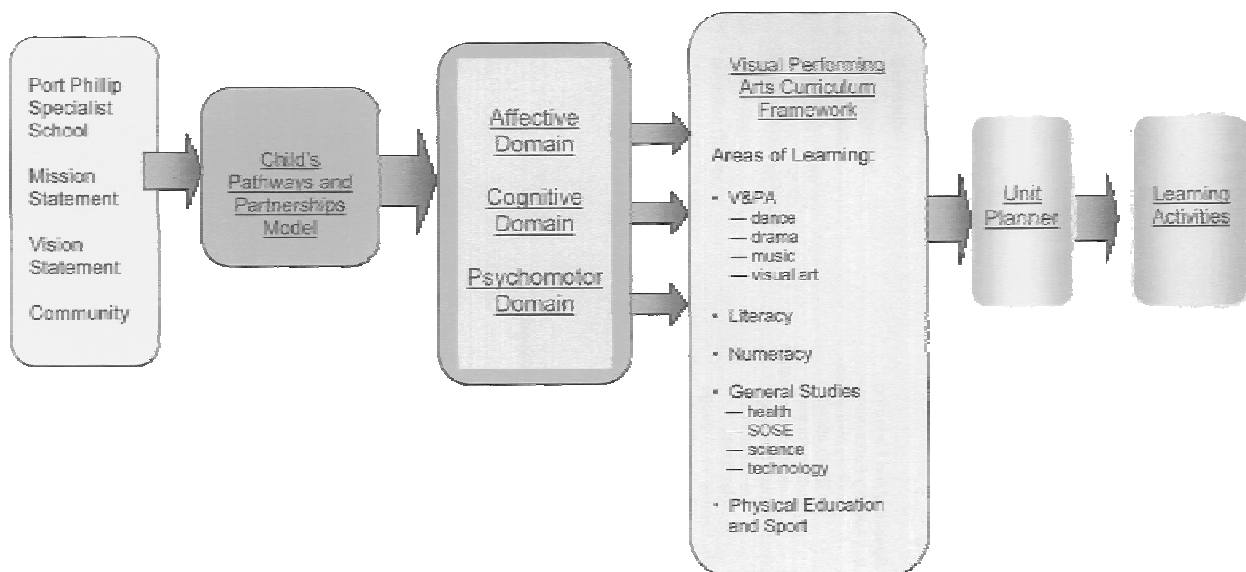 Port Phillip
Specialist
School
Mission
Statement
Vision
Statement
Community
Child's
Pathways and
Partnerships
Model
Affective
Domain
Cognitive
Domain
Psychomotor
Domain
Visual Performing
Arts Curriculum
Framework
Areas of Learning:
• V&PA
— dance
— drama
— music
— visual art
• Literacy
• Numeracy
• General Studies
— health
— SOSE
— science
— technology
• Physical Education
and Sport
Unit
Planner
Learning
Activities